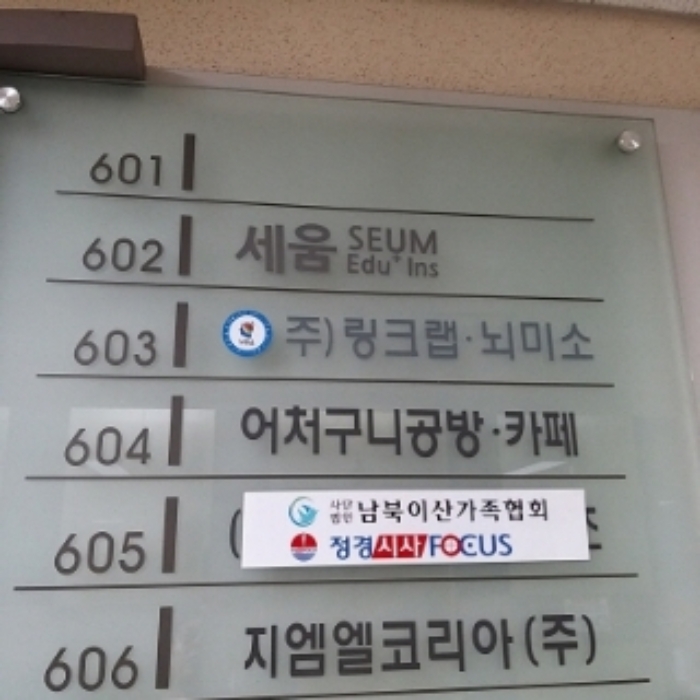 601
602 세움 SEUM
Edu+ Ins
603 주) 링크랩·뇌미소
604 어처구니공방·카페
605 ( 사단법인 남북이산가족협회
정경시사FOCUS
606 지엠엘코리아(주)